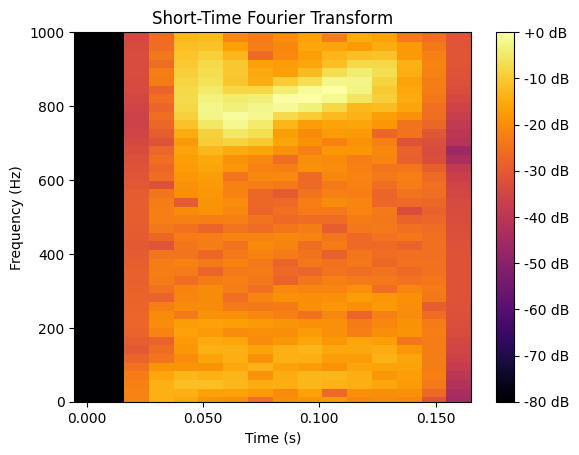 Short-Time Fourier Transform
Frequency (Hz)
1000
800
600
400
200
0
0.000
0.050
0.100
0.150
Time (s)
+0 dB
-10 dB
-20 dB
-30 dB
-40 dB
-50 dB
-60 dB
-70 dB
-80 dB